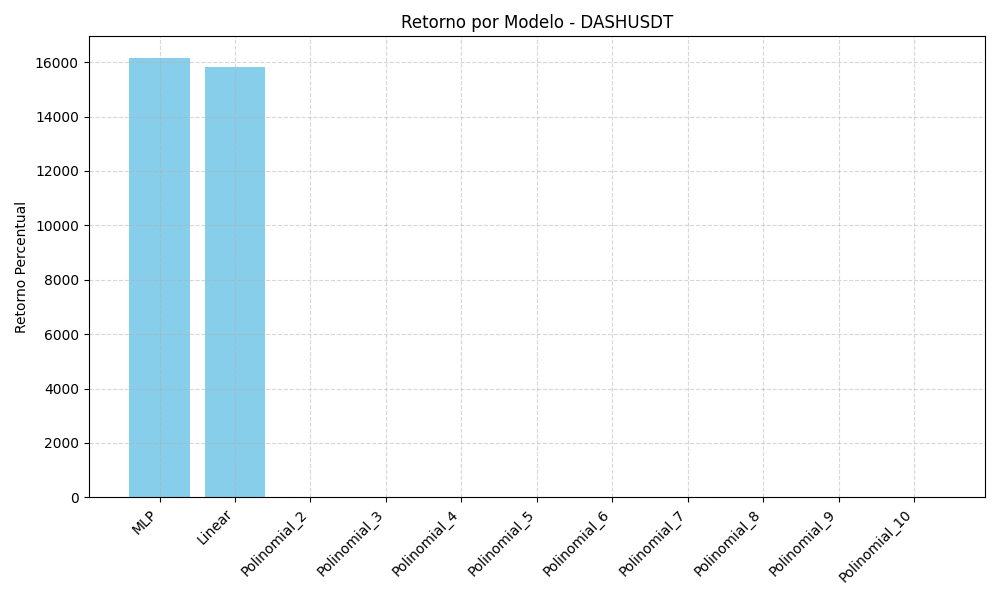 Retorno por Modelo - DASHUSDT
Retorno Percentual
16000
14000
12000
10000
8000
6000
4000
2000
0
MLP
Linear
Polinomial_2
Polinomial_3
Polinomial_4
Polinomial_5
Polinomial_6
Polinomial_7
Polinomial_8
Polinomial_9
Polinomial_10